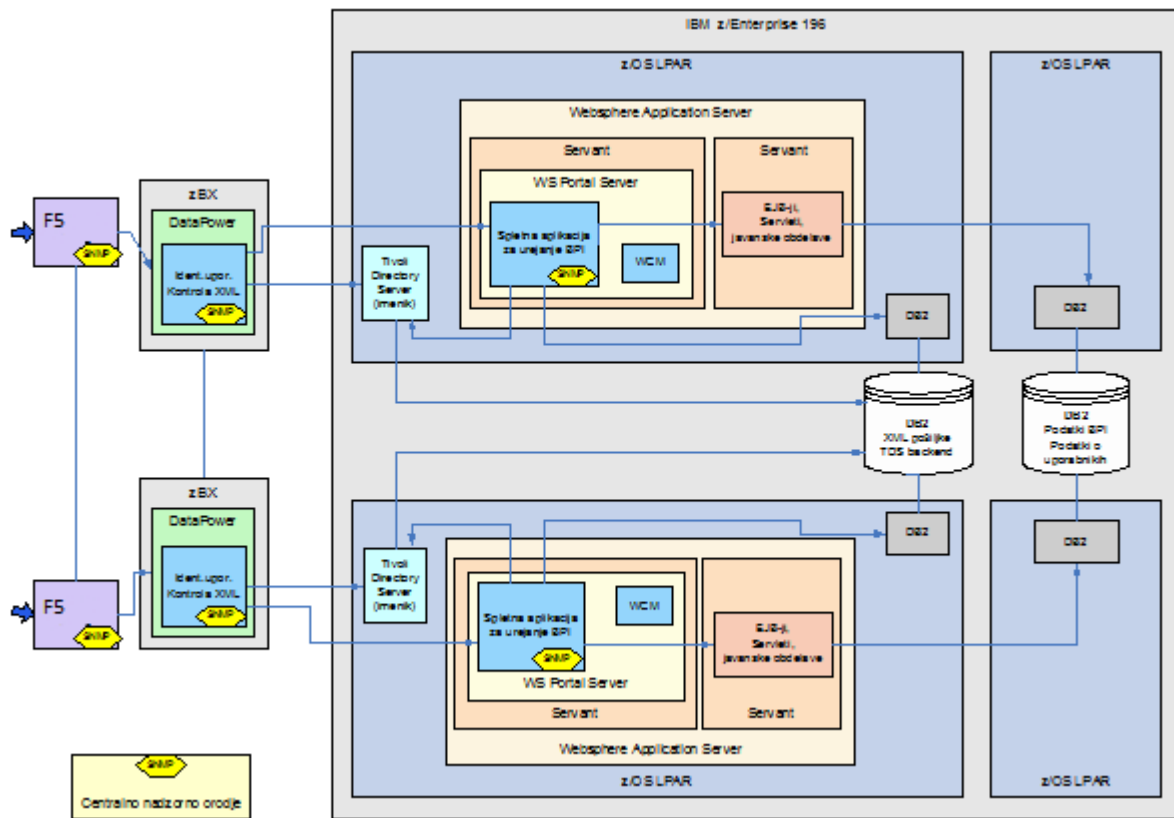 IBM z/Enterprise 196
z/OS LPAR
z/OS LPAR
Websphere Application Server
Servant
Servant
WS Portal Server
zBX
F5
DataPower
SNMP
Spletna aplikacija
za urejanje BPI
SNMP
WCM
EJB-ji,
Servleti,
javanske obdelave
Ident.upor.
Kontrola XML
SNMP
Tivoli
Directory
Server
(imenik)
DB2
DB2
DB2
XML pošiljke
TDS backend
DB2
Podatki BPI
Podatki o
uporabnikih
zBX
DataPower
DB2
DB2
Ident.upor.
Kontrola XML
SNMP
Tivoli
Directory
Server
(imenik)
F5
SNMP
Spletna aplikacija
za urejanje BPI
SNMP
WCM
EJB-ji,
Servleti,
javanske obdelave
WS Portal Server
Servant
Servant
Websphere Application Server
z/OS LPAR
z/OS LPAR
SNMP
Centralno nadzorno orodje